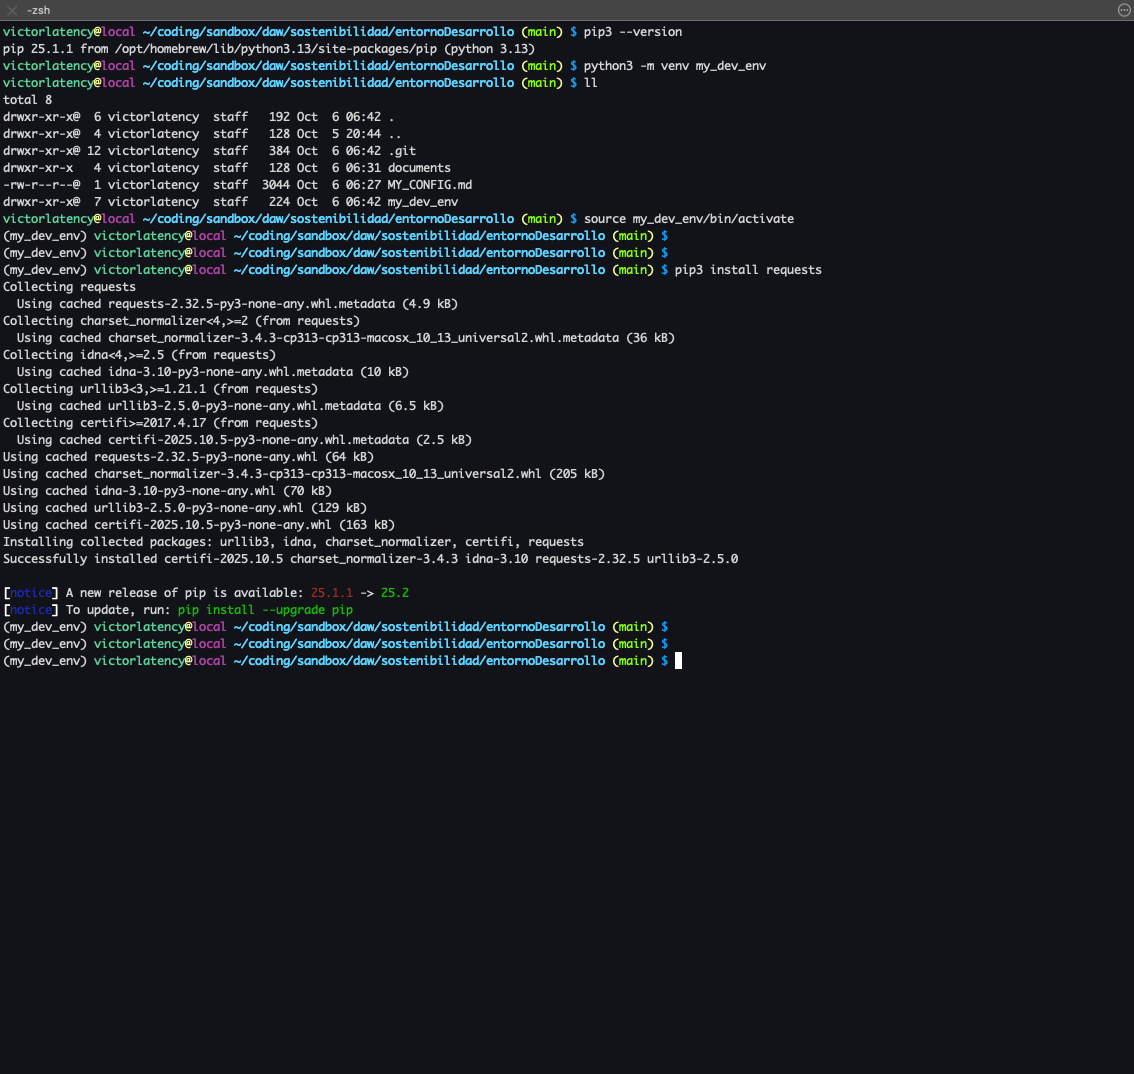 -zsh
victorlatency@local ~/coding/sandbox/daw/sostenibilidad/entornoDesarrollo (main) $ pip3 --version
pip 25.1.1 from /opt/homebrew/lib/python3.13/site-packages/pip (python 3.13)
victorlatency@local ~/coding/sandbox/daw/sostenibilidad/entornoDesarrollo (main) $ python3 -m venv my_dev_env
victorlatency@local ~/coding/sandbox/daw/sostenibilidad/entornoDesarrollo (main) $ ll
total 8
drwxr-xr-x@  6 victorlatency  staff   192 Oct  6 06:42 .
drwxr-xr-x@  4 victorlatency  staff   128 Oct  5 20:44 ..
drwxr-xr-x@ 12 victorlatency  staff   384 Oct  6 06:42 .git
drwxr-xr-x   4 victorlatency  staff   128 Oct  6 06:31 documents
-rw-r--r--@  1 victorlatency  staff  3044 Oct  6 06:27 MY_CONFIG.md
drwxr-xr-x@  7 victorlatency  staff   224 Oct  6 06:42 my_dev_env
victorlatency@local ~/coding/sandbox/daw/sostenibilidad/entornoDesarrollo (main) $ source my_dev_env/bin/activate
(my_dev_env) victorlatency@local ~/coding/sandbox/daw/sostenibilidad/entornoDesarrollo (main) $
(my_dev_env) victorlatency@local ~/coding/sandbox/daw/sostenibilidad/entornoDesarrollo (main) $
(my_dev_env) victorlatency@local ~/coding/sandbox/daw/sostenibilidad/entornoDesarrollo (main) $ pip3 install requests
Collecting requests
  Using cached requests-2.32.5-py3-none-any.whl.metadata (4.9 kB)
Collecting charset_normalizer<4,>=2 (from requests)
  Using cached charset_normalizer-3.4.3-cp313-cp313-macosx_10_13_universal2.whl.metadata (36 kB)
Collecting idna<4,>=2.5 (from requests)
  Using cached idna-3.10-py3-none-any.whl.metadata (10 kB)
Collecting urllib3<3,>=1.21.1 (from requests)
  Using cached urllib3-2.5.0-py3-none-any.whl.metadata (6.5 kB)
Collecting certifi>=2017.4.17 (from requests)
  Using cached certifi-2025.10.5-py3-none-any.whl.metadata (2.5 kB)
Using cached requests-2.32.5-py3-none-any.whl (64 kB)
Using cached charset_normalizer-3.4.3-cp313-cp313-macosx_10_13_universal2.whl (205 kB)
Using cached idna-3.10-py3-none-any.whl (70 kB)
Using cached urllib3-2.5.0-py3-none-any.whl (129 kB)
Using cached certifi-2025.10.5-py3-none-any.whl (163 kB)
Installing collected packages: urllib3, idna, charset_normalizer, certifi, requests
Successfully installed certifi-2025.10.5 charset_normalizer-3.4.3 idna-3.10 requests-2.32.5 urllib3-2.5.0
[notice] A new release of pip is available: 25.1.1 -> 25.2
[notice] To update, run: pip install --upgrade pip
(my_dev_env) victorlatency@local ~/coding/sandbox/daw/sostenibilidad/entornoDesarrollo (main) $
(my_dev_env) victorlatency@local ~/coding/sandbox/daw/sostenibilidad/entornoDesarrollo (main) $
(my_dev_env) victorlatency@local ~/coding/sandbox/daw/sostenibilidad/entornoDesarrollo (main) $